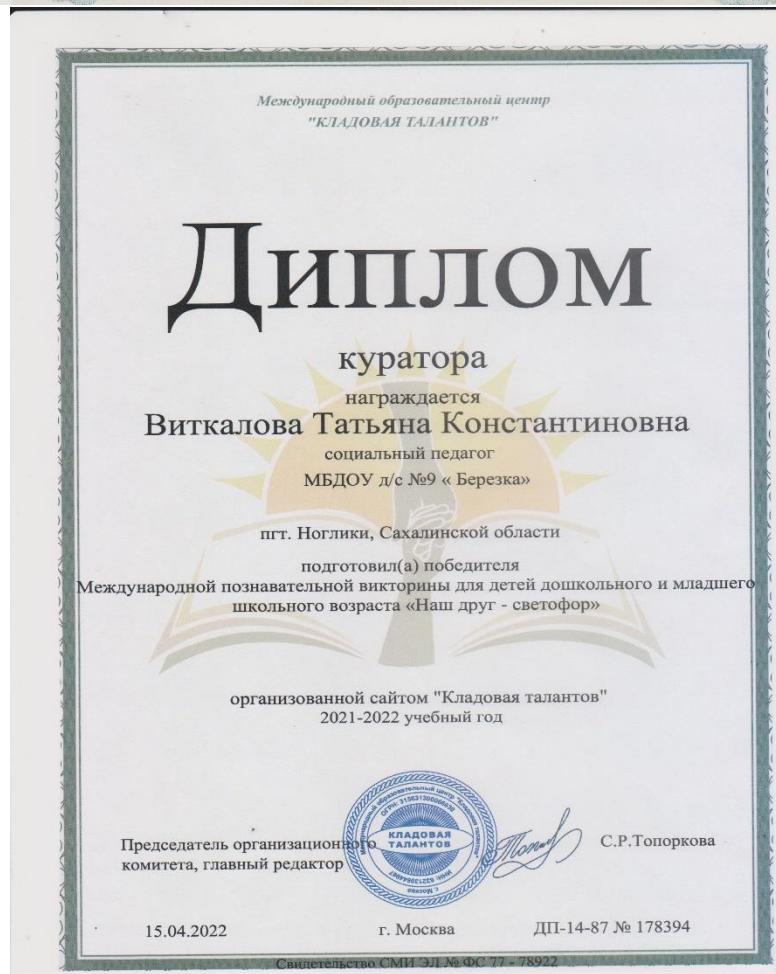 Международный образовательный центр
"КЛАДОВАЯ ТАЛАНТОВ"
Диплом
куратора
награждается
Виткалова Татьяна Константиновна
социальный педагог
МБДОУ д/с №9 « Березка»
пгт. Ноглики, Сахалинской области
подготовил(а) победителя
Международной познавательной викторины для детей дошкольного и младшего
школьного возраста «Наш друг - светофор»
организованной сайтом "Кладовая талантов"
2021-2022 учебный год
Председатель организационного
комитета, главный редактор
КЛАДОВАЯ
ТАЛАНТОВ
г. Москва
С.Р.Топоркова
15.04.2022 г. Москва ДП-14-87 № 178394
Свидетельство СМИ ЭЛ № ФС 77 - 78922